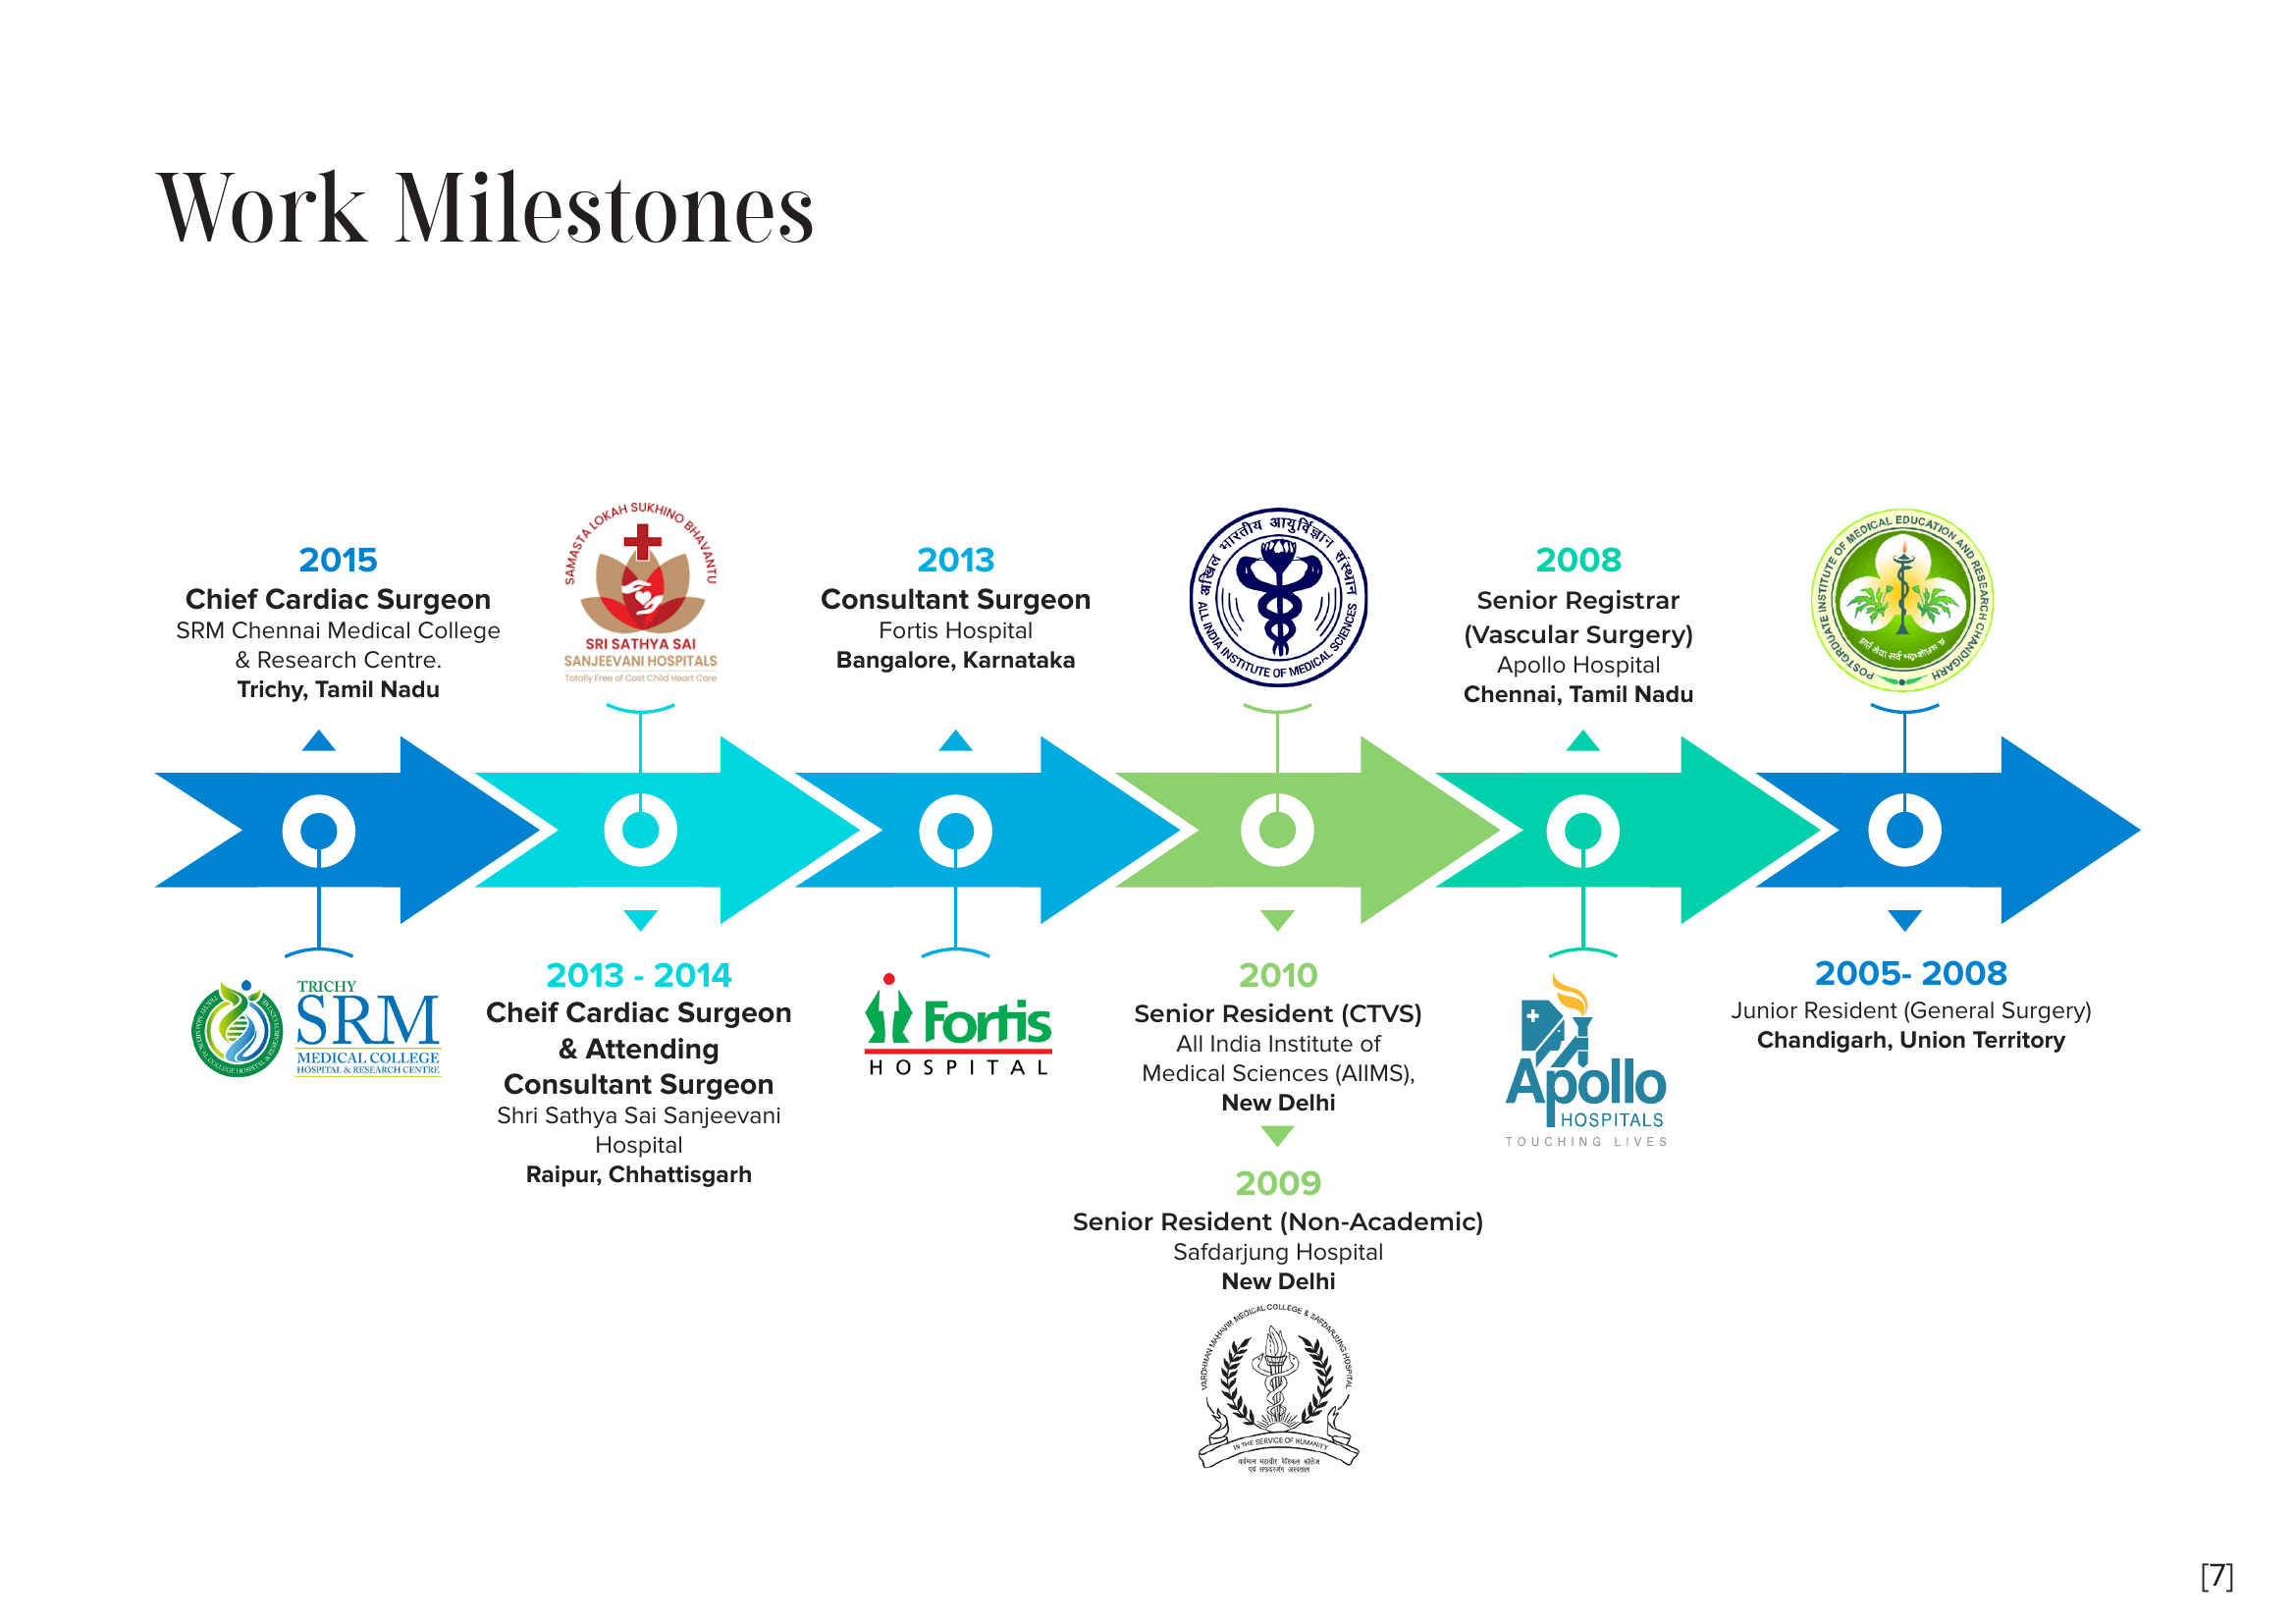 Work Milestones
2015
Chief Cardiac Surgeon
SRM Chennai Medical College
& Research Centre.
Trichy, Tamil Nadu
TRICHY
SRM
MEDICAL COLLEGE
HOSPITAL & RESEARCH CENTRE
SAMASTA LOKAH SUKHINO BHAVANTU
SRI SATHYA SAI
SANJEEVANI HOSPITALS
Totally Free of Cost Child Heart Care
2013 - 2014
Cheif Cardiac Surgeon
& Attending
Consultant Surgeon
Shri Sathya Sai Sanjeevani
Hospital
Raipur, Chhattisgarh
2013
Consultant Surgeon
Fortis Hospital
Bangalore, Karnataka
Fortis
HOSPITAL
अखिल भारतीय आयुर्विज्ञान संस्थान
ALL INDIA INSTITUTE OF MEDICAL SCIENCES
2010
Senior Resident (CTVS)
All India Institute of
Medical Sciences (AIIMS),
New Delhi
2009
Senior Resident (Non-Academic)
Safdarjung Hospital
New Delhi
VARDHMAN MAHAVIR MEDICAL COLLEGE & SAFDARJUNG HOSPITAL
IN THE SERVICE OF HUMANITY
वर्धमान महावीर मेडिकल कॉलेज
एवं सफदरजंग अस्पताल
2008
Senior Registrar
(Vascular Surgery)
Apollo Hospital
Chennai, Tamil Nadu
Apollo
HOSPITALS
TOUCHING LIVES
POSTGRDUATE INSTITUTE OF MEDICAL EDUCATION AND RESEARCH CHANDIGARH
2005- 2008
Junior Resident (General Surgery)
Chandigarh, Union Territory
[7]